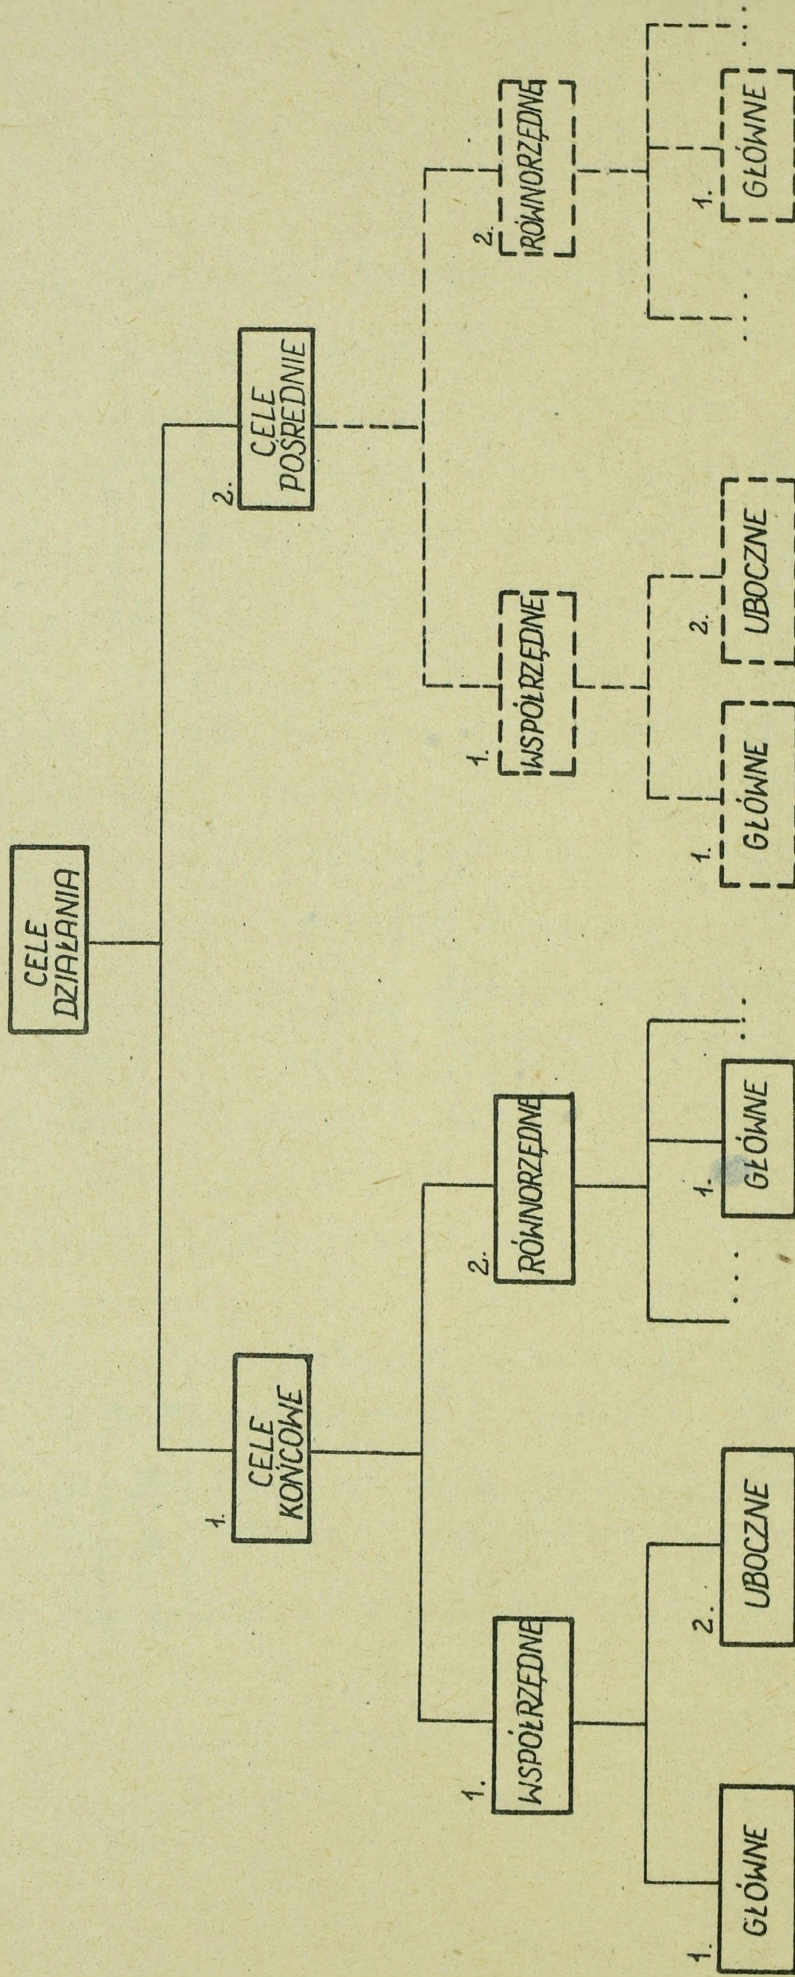 CELE
DZIAŁANIA
1.
CELE
KOŃCOWE
2.
CELE
POŚREDNIE
1.
WSPÓŁRZĘDNE
2.
RÓWNORZĘDNE
1.
WSPÓŁRZĘDNE
2.
RÓWNORZĘDNE
1.
GŁÓWNE
2.
UBOCZNE
...
1.
GŁÓWNE
...
1.
GŁÓWNE
2.
UBOCZNE
...
1.
GŁÓWNE
...